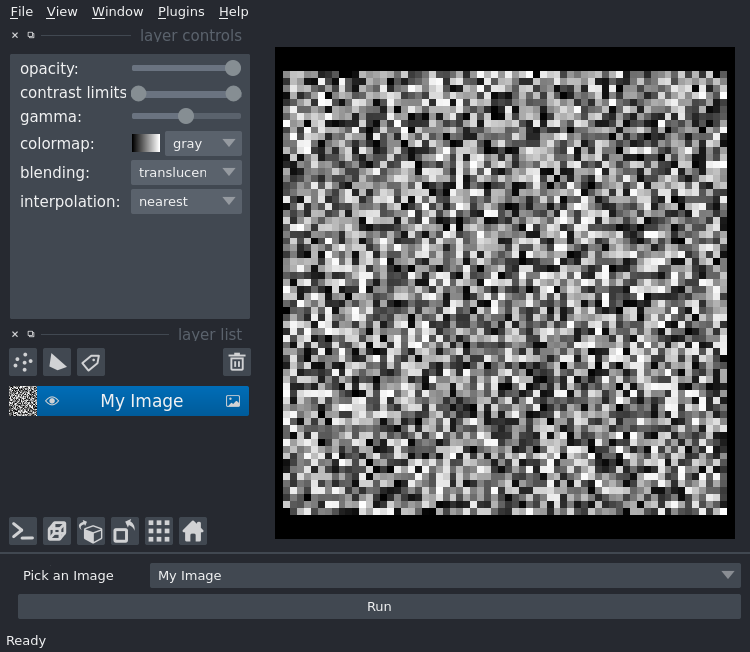 File View Window Plugins Help
layer controls
opacity:
contrast limits
gamma:
colormap: gray
blending: translucen
interpolation: nearest
layer list
My Image
Pick an Image My Image
Run
Ready